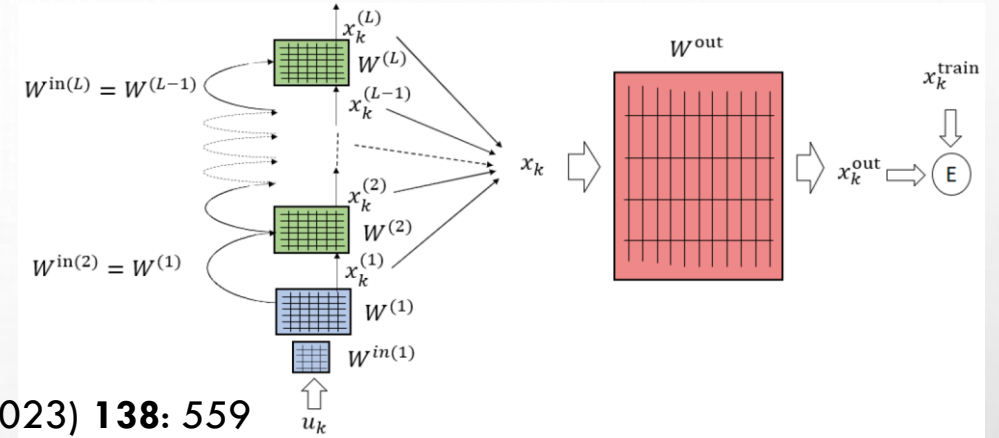 x_k^{(L)}
W^{(L)}
W^{in(L)} = W^{(L-1)}
x_k^{(L-1)}
x_k^{(2)}
W^{(2)}
W^{in(2)} = W^{(1)}
x_k^{(1)}
W^{(1)}
W^{in(1)}
u_k
x_k
W^{out}
x_k^{out}
x_k^{train}
E
023) 138: 559